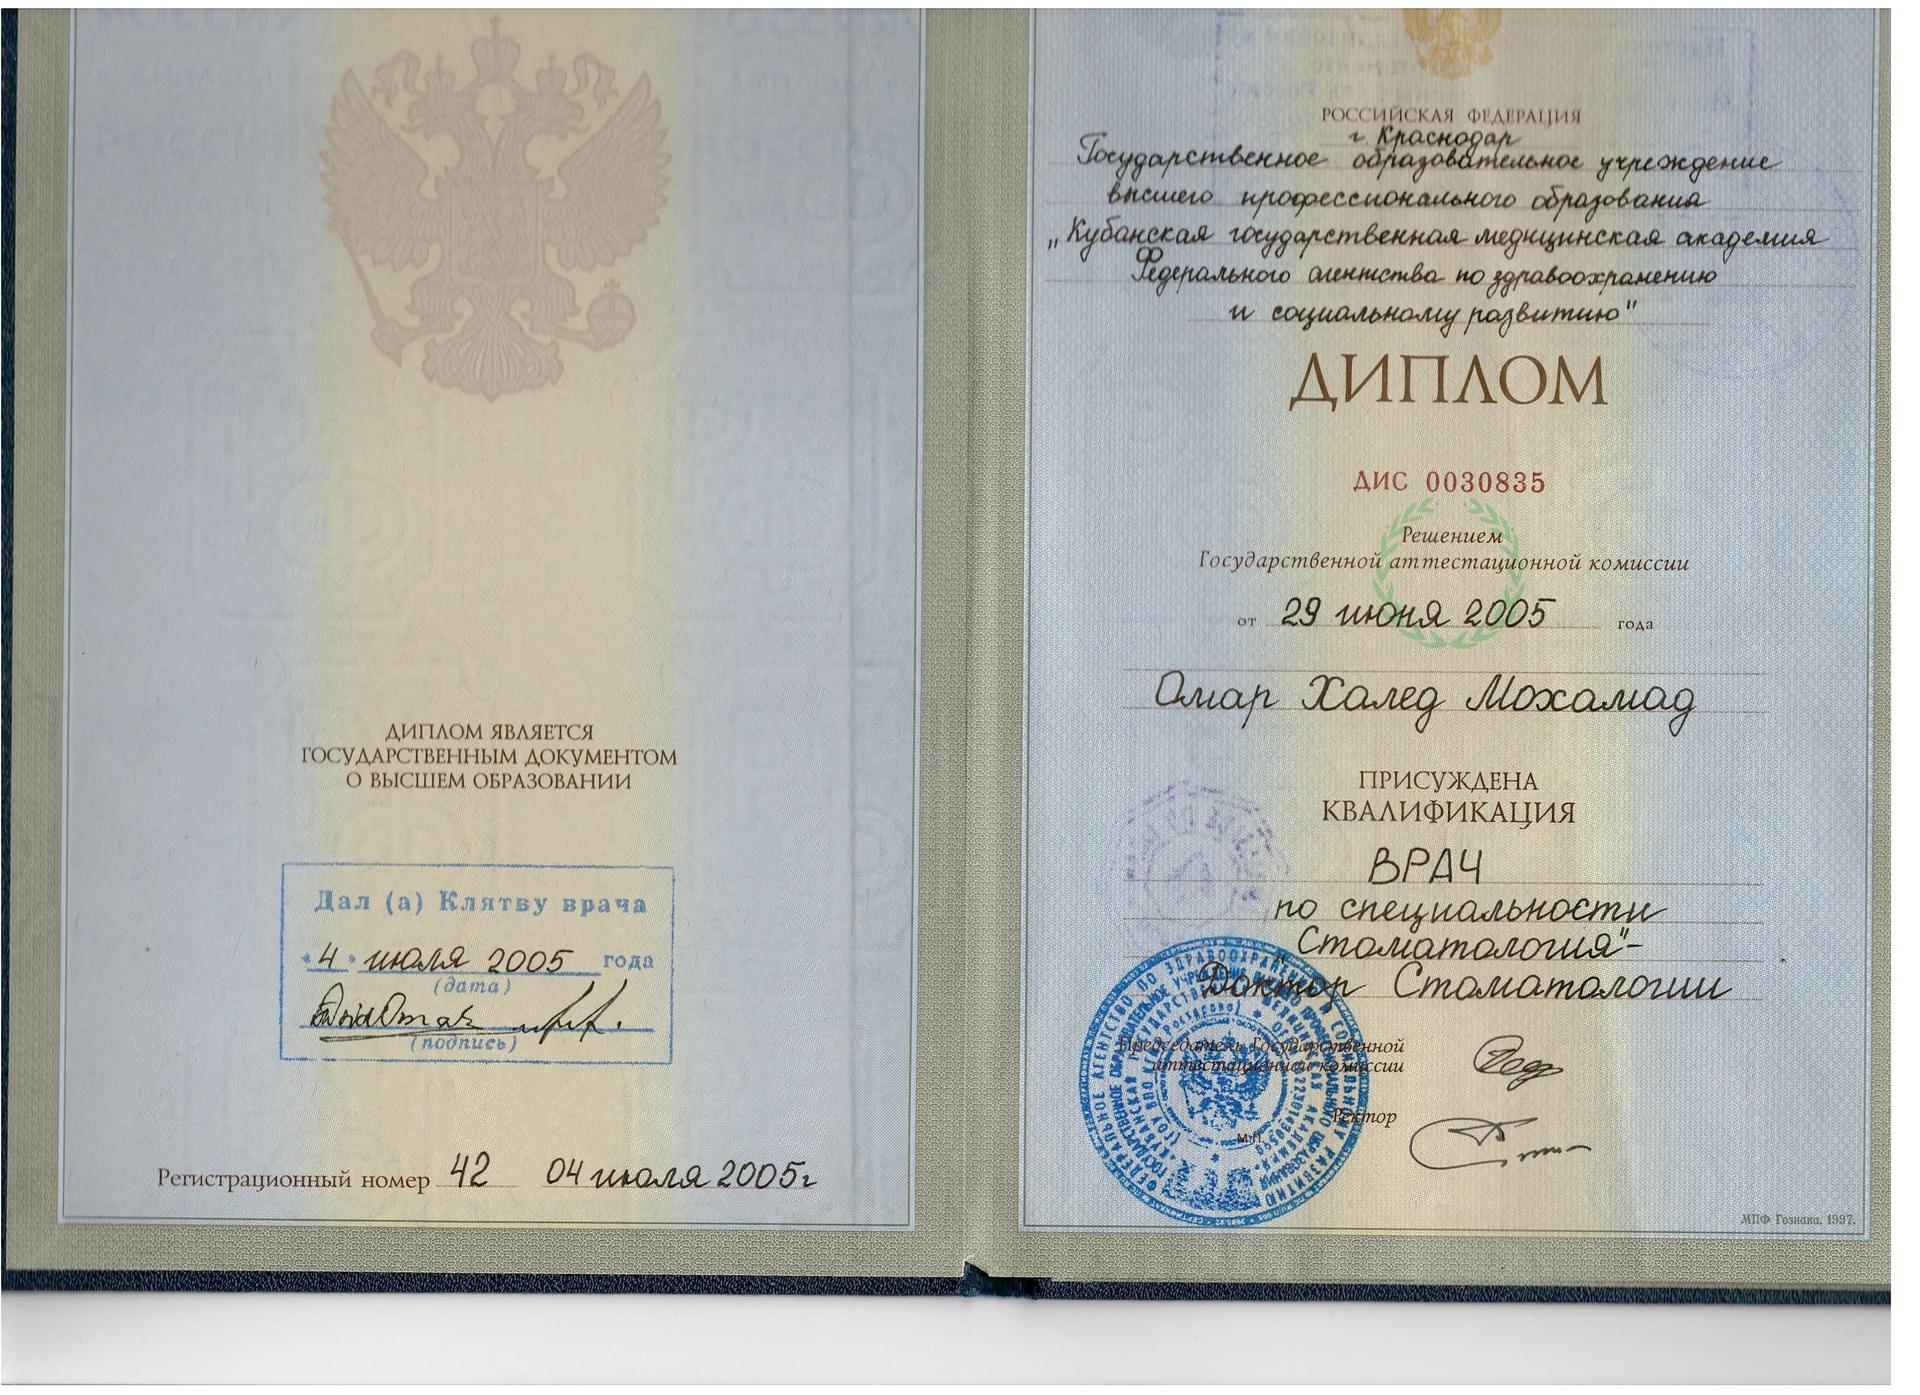 ДИПЛОМ ЯВЛЯЕТСЯ
ГОСУДАРСТВЕННЫМ ДОКУМЕНТОМ
О ВЫСШЕМ ОБРАЗОВАНИИ
Дал (а) Клятву врача
«4» июля 2005 года
(дата)
(подпись)
Регистрационный номер 42 04 июля 2005г
РОССИЙСКАЯ ФЕДЕРАЦИЯ
г. Краснодар
Государственное образовательное учреждение
высшего профессионального образования
„Кубанская государственная медицинская академия
Федерального агентства по здравоохранению
и социальному развитию"
ДИПЛОМ
ДИС 0030835
Решением
Государственной аттестационной комиссии
от 29 июня 2005 года
Омар Халед Мохамад
ПРИСУЖДЕНА
КВАЛИФИКАЦИЯ
ВРАЧ
по специальности
„Стоматология"-
Доктор Стоматологии
Председатель Государственной
аттестационной комиссии
Ректор
М.П.
МПФ Гознака. 1997.